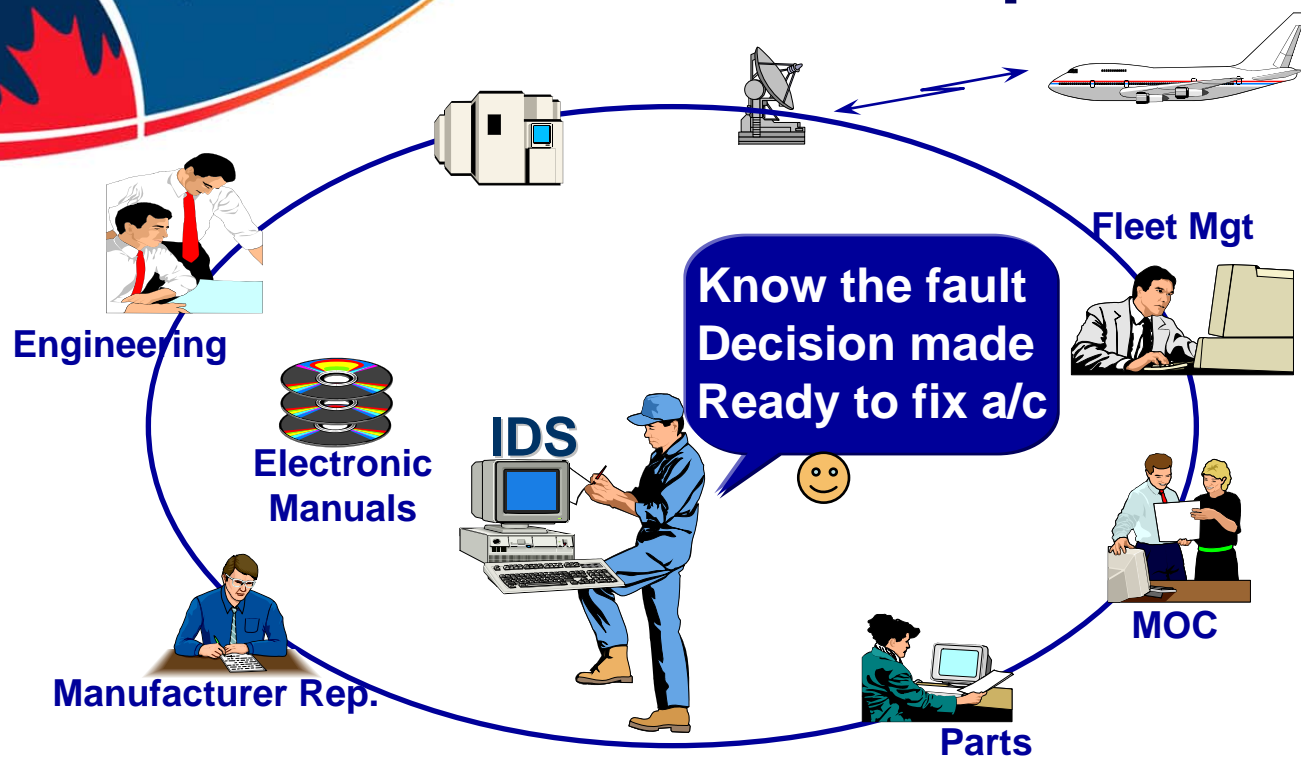 Fleet Mgt
Know the fault
Decision made
Ready to fix a/c
Engineering
IDS
Electronic
Manuals
MOC
Manufacturer Rep.
Parts